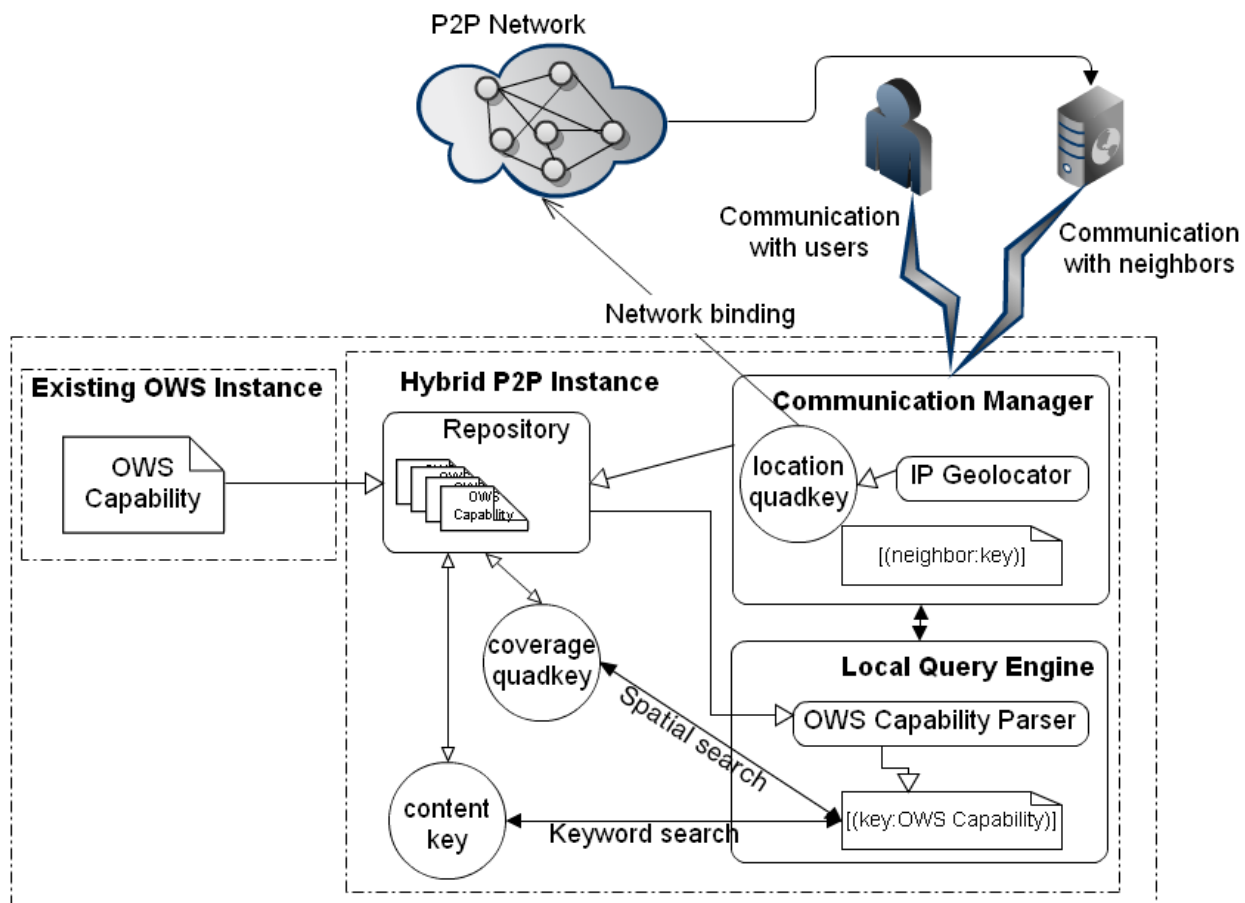 P2P Network
Communication
with users
Communication
with neighbors
Network binding
Existing OWS Instance
Hybrid P2P Instance
Communication Manager
OWS
Capability
Repository
OWS
Capability
location
quadkey
IP Geolocator
[(neighbor:key)]
coverage
quadkey
Local Query Engine
Spatial search
OWS Capability Parser
content
key
Keyword search
[(key:OWS Capability)]